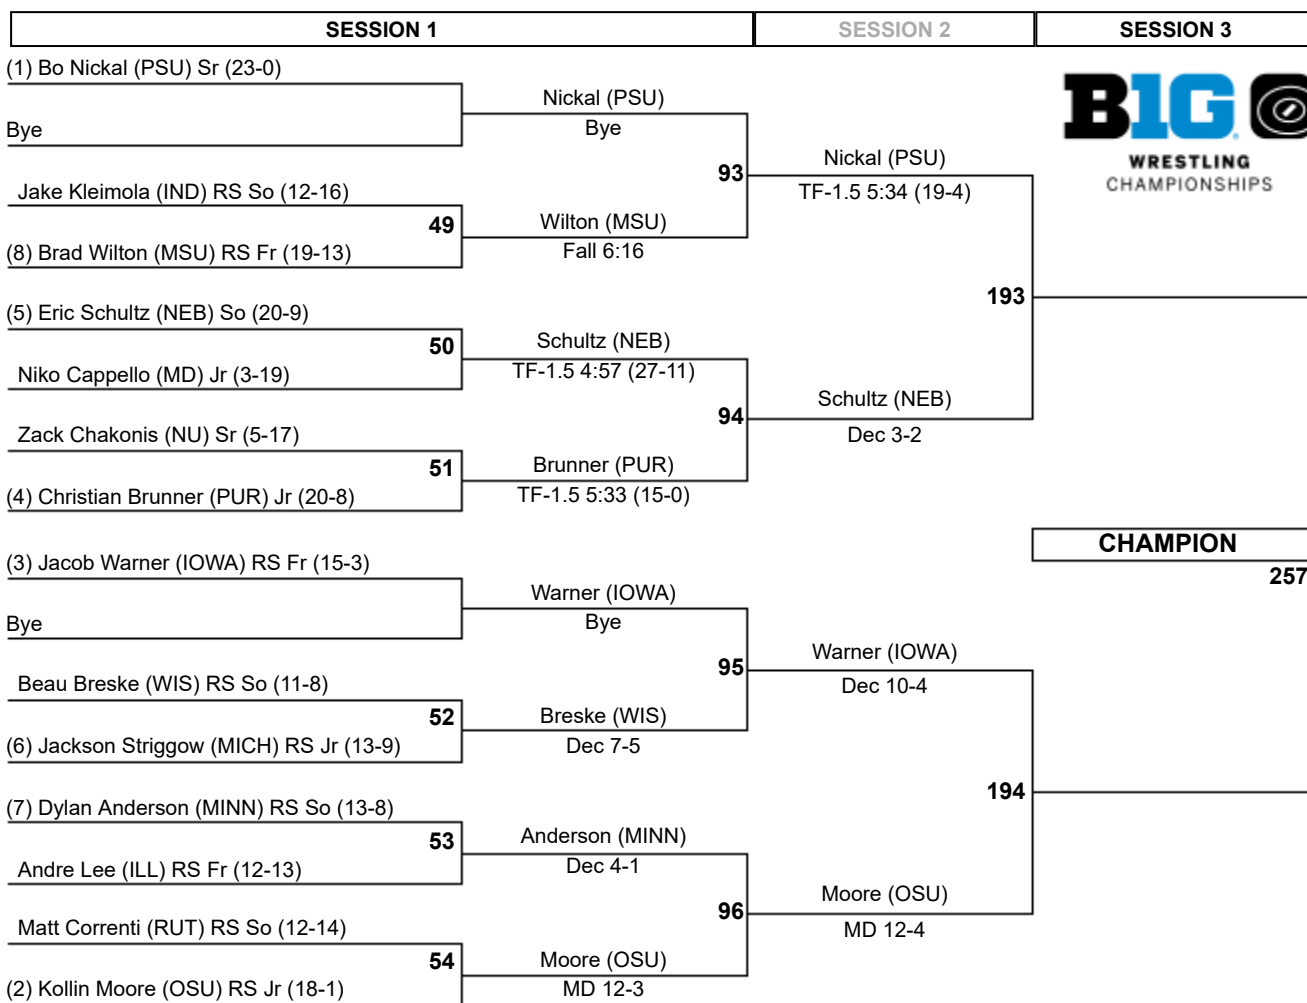 SESSION 1
SESSION 2
SESSION 3
(1) Bo Nickal (PSU) Sr (23-0)
Bye
Nickal (PSU)
Bye
Jake Kleimola (IND) RS So (12-16)
49
(8) Brad Wilton (MSU) RS Fr (19-13)
Wilton (MSU)
Fall 6:16
93
Nickal (PSU)
TF-1.5 5:34 (19-4)
B1G
WRESTLING
CHAMPIONSHIPS
(5) Eric Schultz (NEB) So (20-9)
50
Niko Cappello (MD) Jr (3-19)
Schultz (NEB)
TF-1.5 4:57 (27-11)
Zack Chakonis (NU) Sr (5-17)
51
(4) Christian Brunner (PUR) Jr (20-8)
Brunner (PUR)
TF-1.5 5:33 (15-0)
94
Schultz (NEB)
Dec 3-2
193
CHAMPION
257
(3) Jacob Warner (IOWA) RS Fr (15-3)
Bye
Warner (IOWA)
Bye
Beau Breske (WIS) RS So (11-8)
52
(6) Jackson Striggow (MICH) RS Jr (13-9)
Breske (WIS)
Dec 7-5
95
Warner (IOWA)
Dec 10-4
(7) Dylan Anderson (MINN) RS So (13-8)
53
Andre Lee (ILL) RS Fr (12-13)
Anderson (MINN)
Dec 4-1
Matt Correnti (RUT) RS So (12-14)
54
(2) Kollin Moore (OSU) RS Jr (18-1)
Moore (OSU)
MD 12-3
96
Moore (OSU)
MD 12-4
194